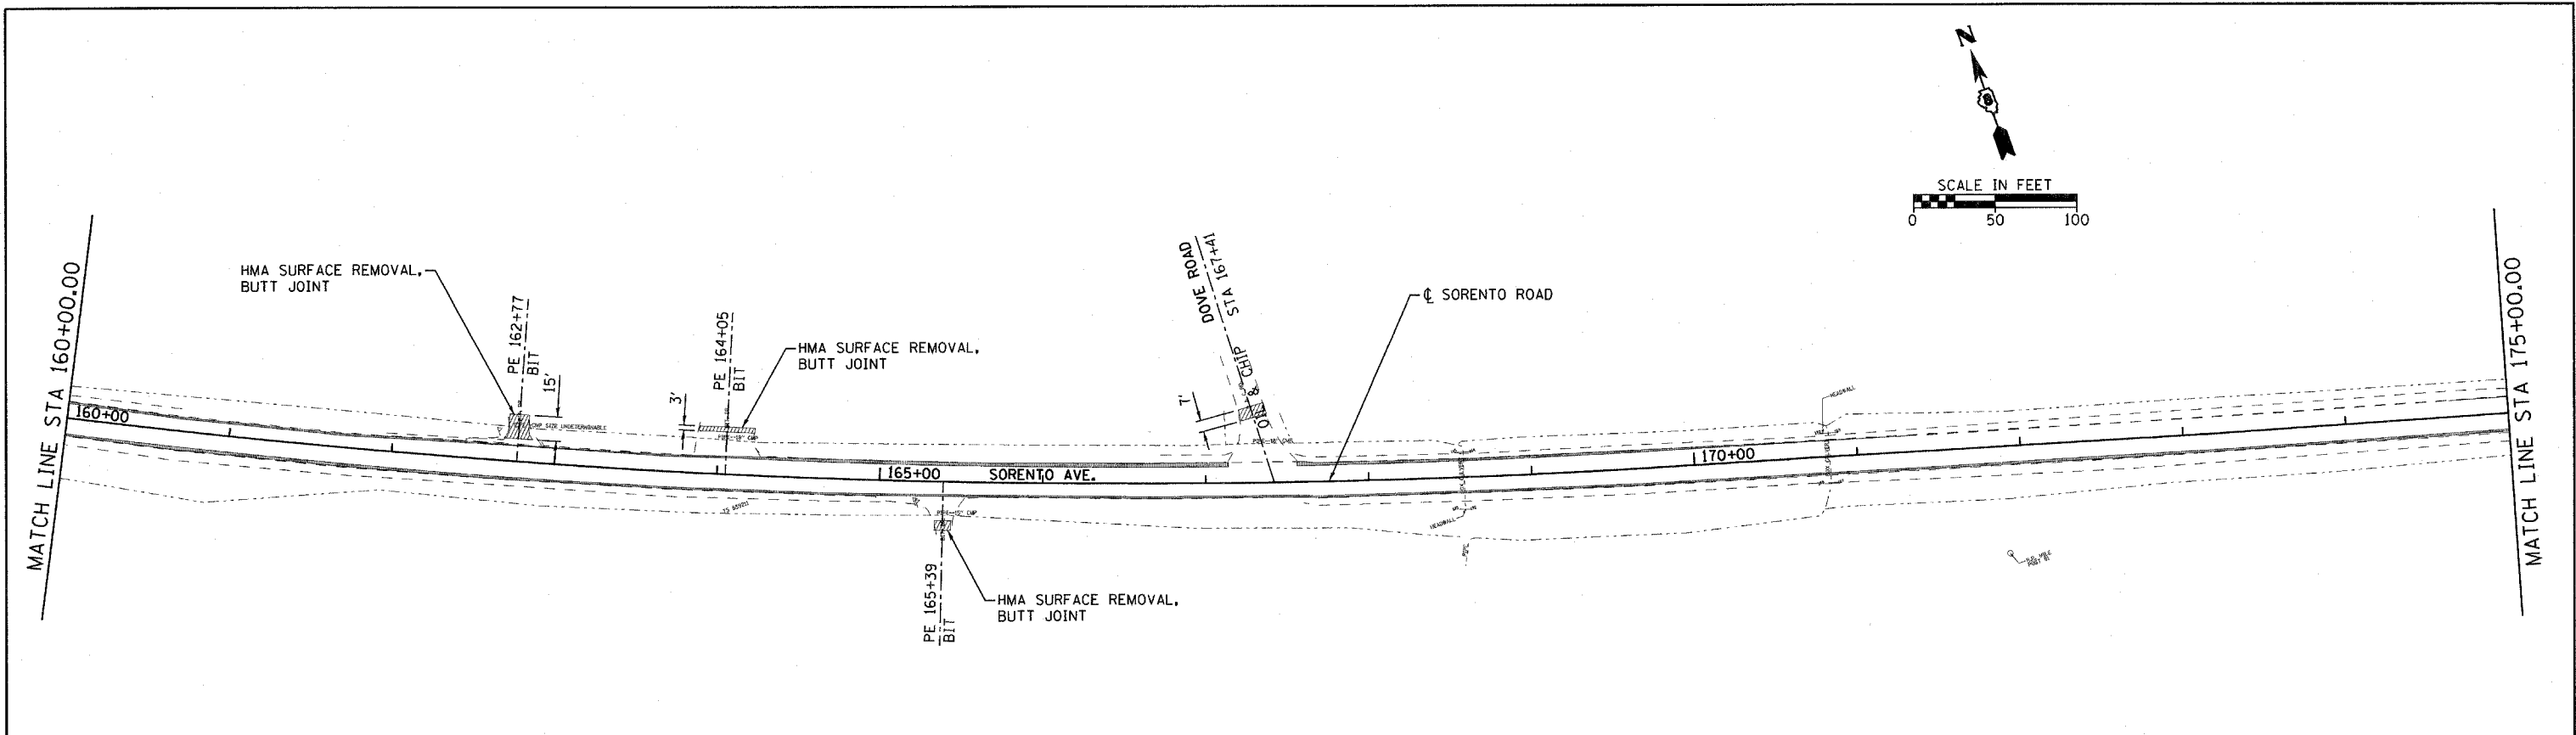 N
SCALE IN FEET
0 50 100
MATCH LINE STA 160+00.00
HMA SURFACE REMOVAL,
BUTT JOINT
PE 162+77
BIT
15'
3'
PE 164+05
BIT
HMA SURFACE REMOVAL,
BUTT JOINT
DOVE ROAD
STA 167+41
7'
OIL & CHIP
℄ SORENTO ROAD
HEADWALL
MATCH LINE STA 175+00.00
160+00
CMP SIZE UNDETERMINABLE
165+00
SORENTO AVE.
170+00
HEADWALL
PE 165+39
BIT
HMA SURFACE REMOVAL,
BUTT JOINT